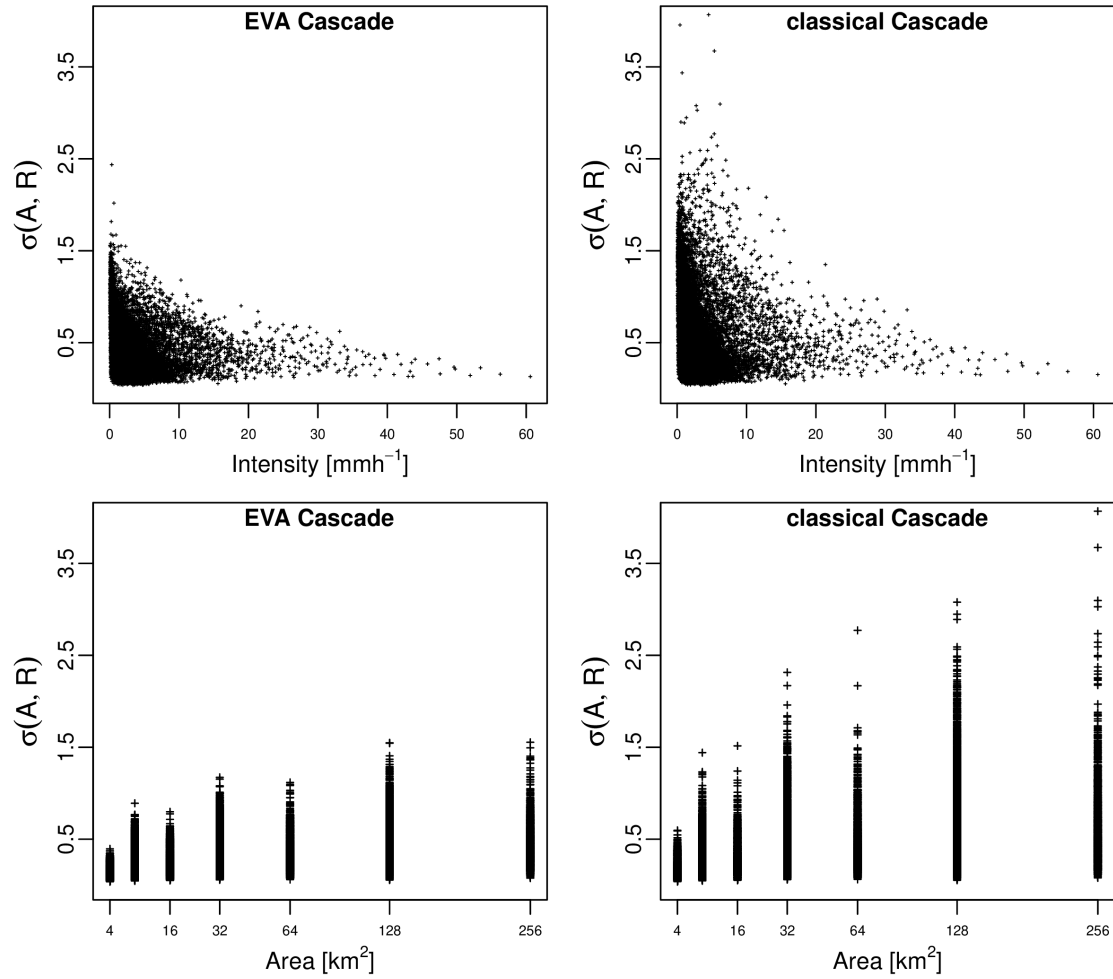 EVA Cascade
σ(A, R)
0.5 1.5 2.5 3.5
0 10 20 30 40 50 60
Intensity [mmh⁻¹]
classical Cascade
σ(A, R)
0.5 1.5 2.5 3.5
0 10 20 30 40 50 60
Intensity [mmh⁻¹]
EVA Cascade
σ(A, R)
0.5 1.5 2.5 3.5
4 16 32 64 128 256
Area [km²]
classical Cascade
σ(A, R)
0.5 1.5 2.5 3.5
4 16 32 64 128 256
Area [km²]